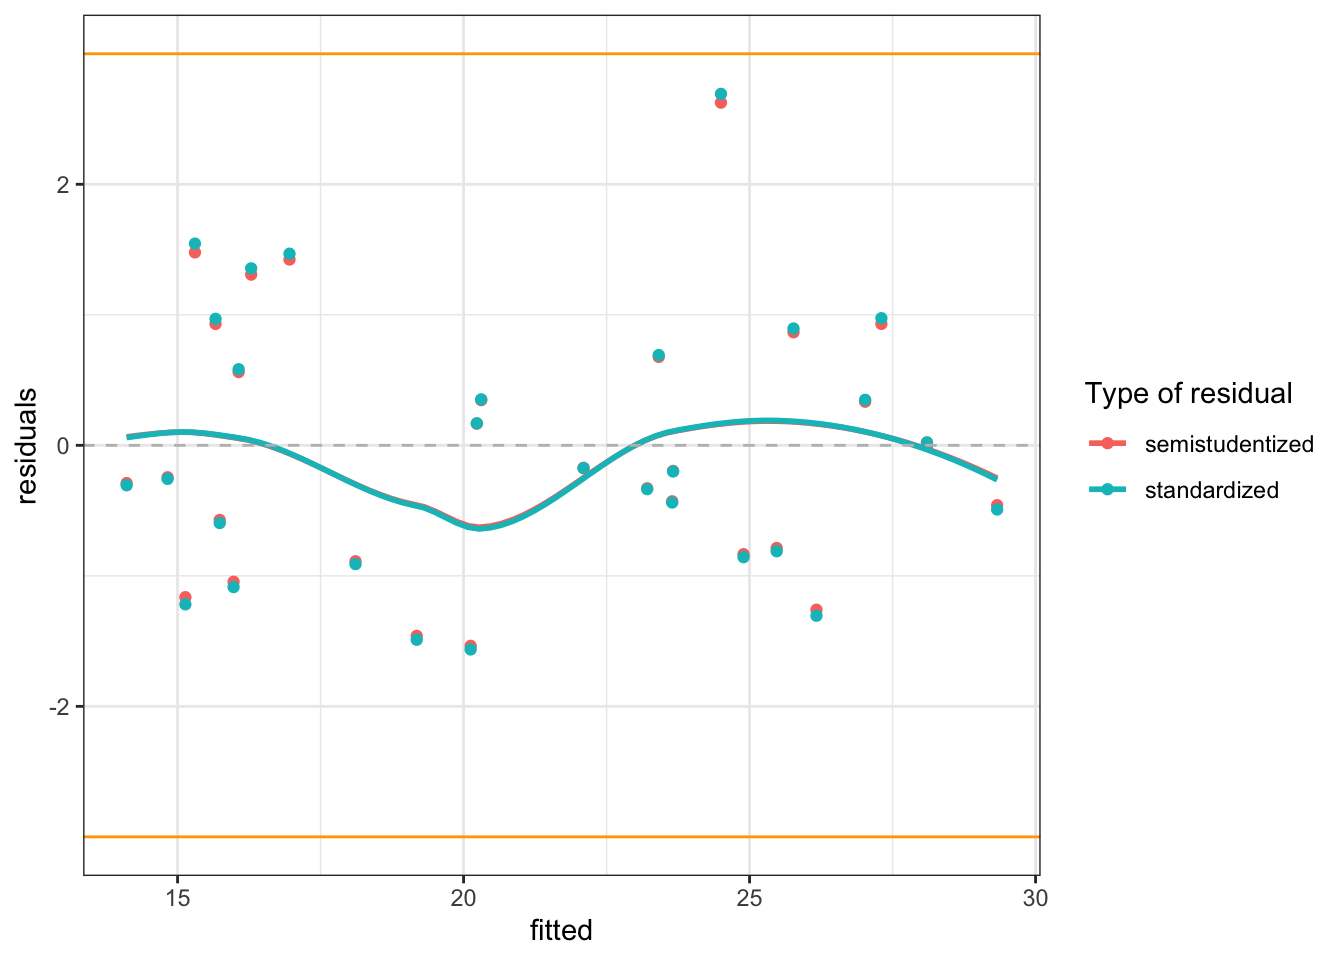 2
0
-2
residuals
15
20
25
30
fitted
Type of residual
semistudentized
standardized